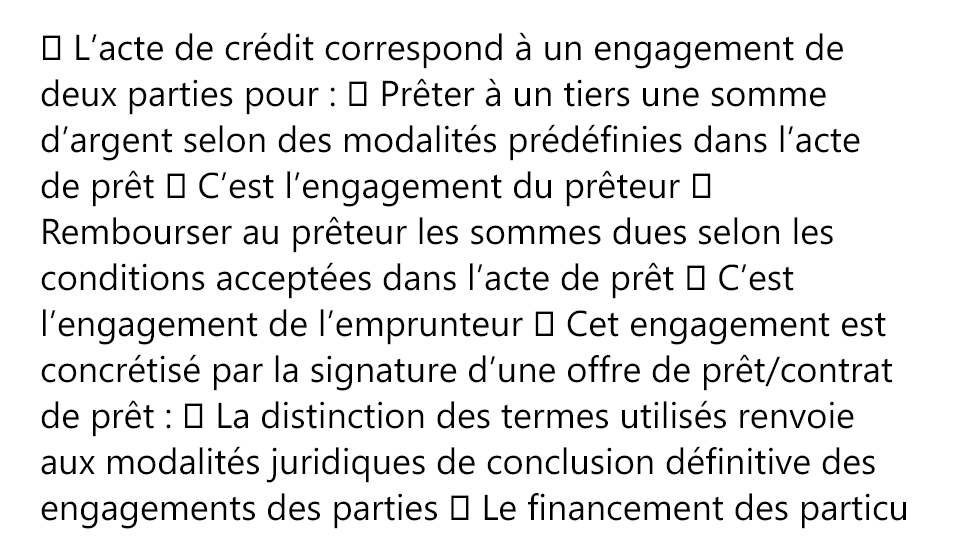 L’acte de crédit correspond à un engagement de
deux parties pour :  Prêter à un tiers une somme
d’argent selon des modalités prédéfinies dans l’acte
de prêt  C’est l’engagement du prêteur 
Rembourser au prêteur les sommes dues selon les
conditions acceptées dans l’acte de prêt  C’est
l’engagement de l’emprunteur  Cet engagement est
concrétisé par la signature d’une offre de prêt/contrat
de prêt :  La distinction des termes utilisés renvoie
aux modalités juridiques de conclusion définitive des
engagements des parties  Le financement des particu